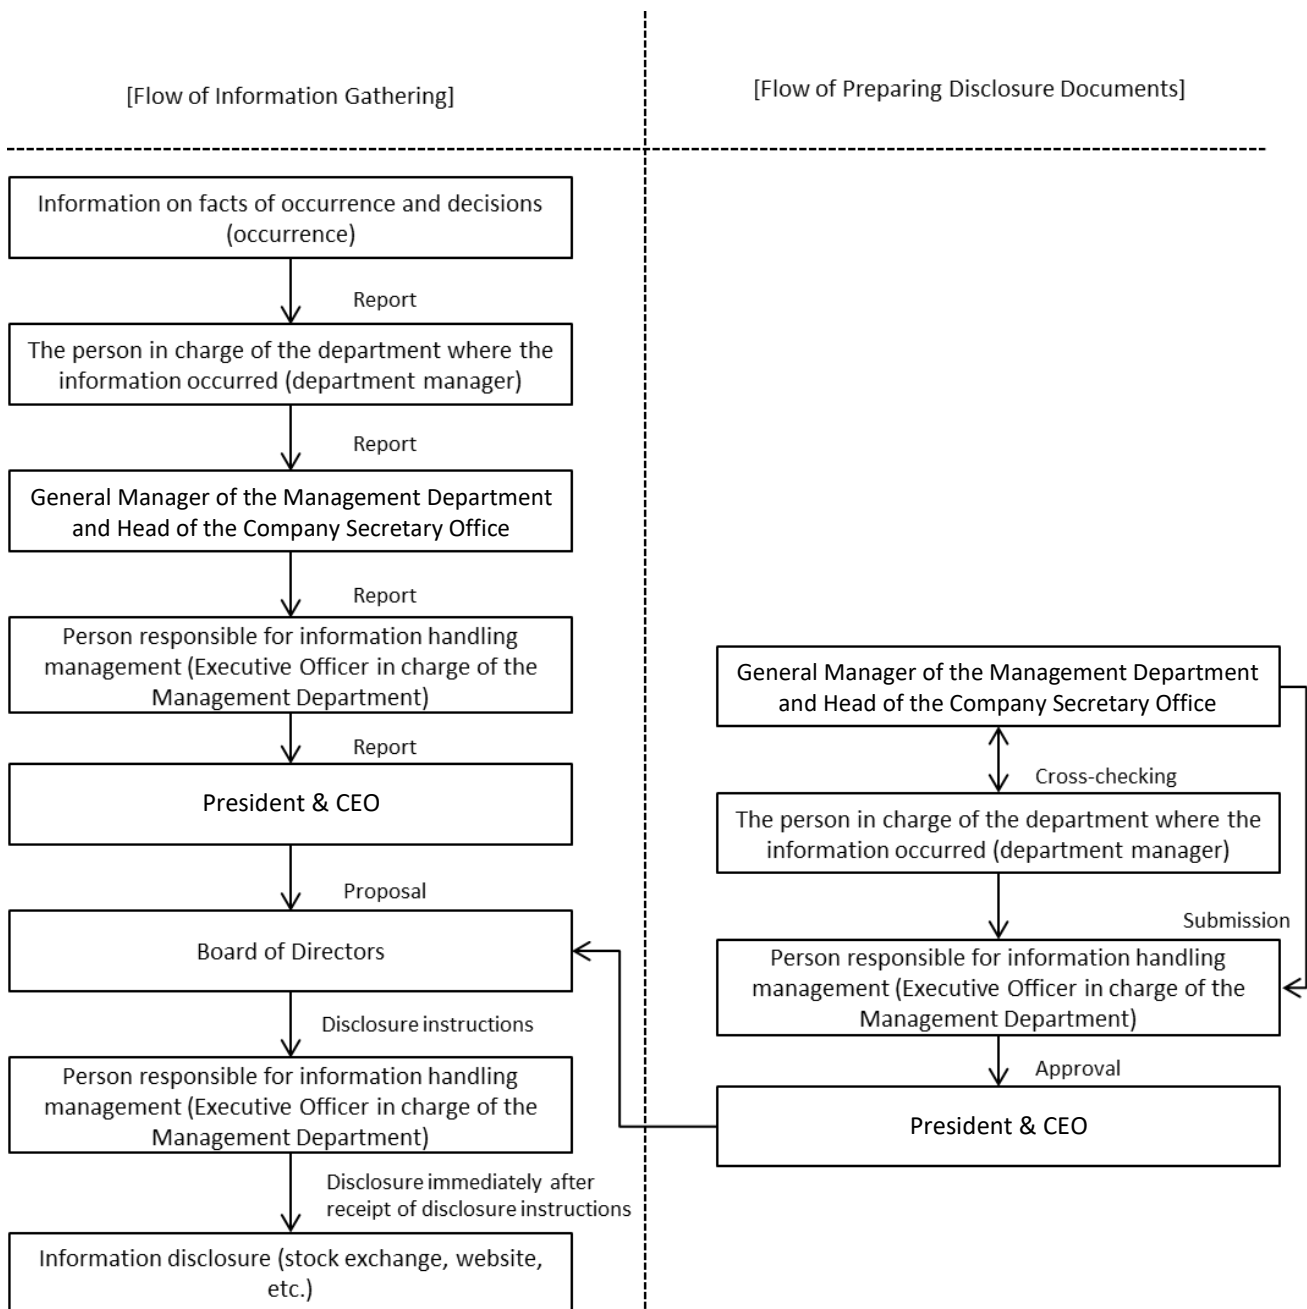 [Flow of Information Gathering]
Information on facts of occurrence and decisions
(occurrence)
Report
The person in charge of the department where the
information occurred (department manager)
Report
General Manager of the Management Department
and Head of the Company Secretary Office
Report
Person responsible for information handling
management (Executive Officer in charge of the
Management Department)
Report
President & CEO
Proposal
Board of Directors
Disclosure instructions
Person responsible for information handling
management (Executive Officer in charge of the
Management Department)
Disclosure immediately after
receipt of disclosure instructions
Information disclosure (stock exchange, website,
etc.)
[Flow of Preparing Disclosure Documents]
General Manager of the Management Department
and Head of the Company Secretary Office
Cross-checking
The person in charge of the department where the
information occurred (department manager)
Submission
Person responsible for information handling
management (Executive Officer in charge of the
Management Department)
Approval
President & CEO